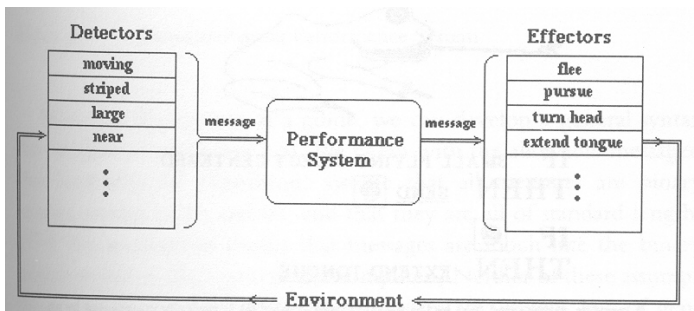 Detectors
moving
striped
large
near
message
Performance
System
message
Effectors
flee
pursue
turn head
extend tongue
Environment